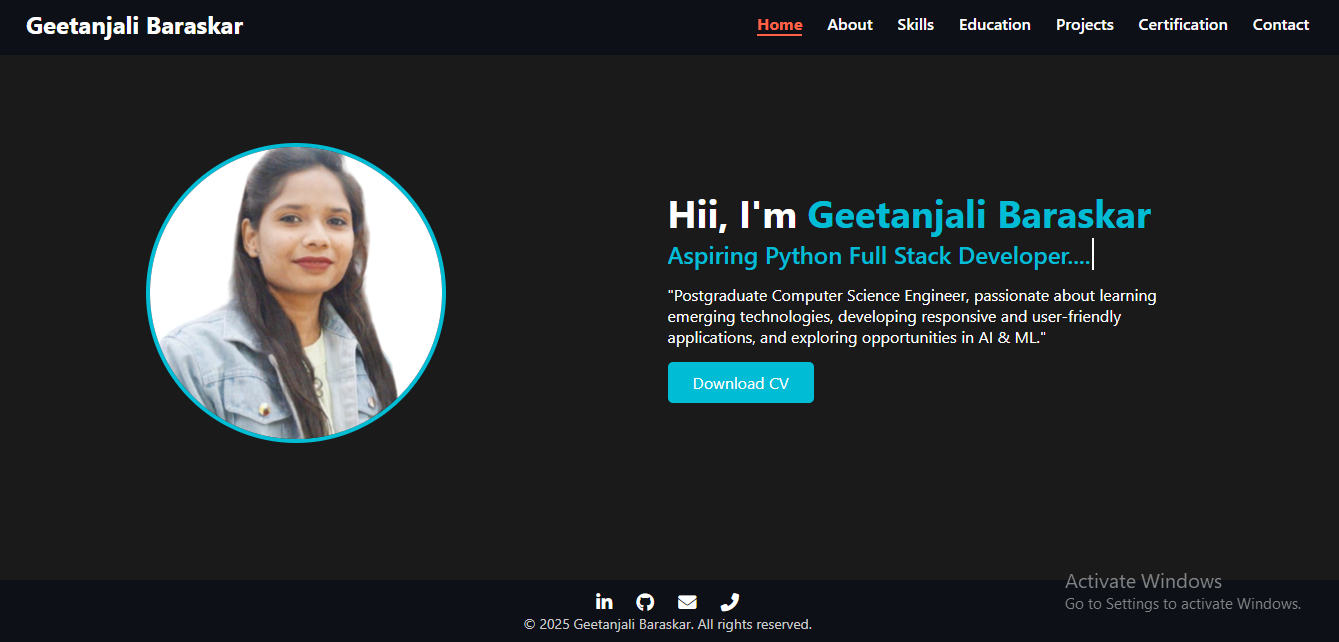 Geetanjali Baraskar
Home About Skills Education Projects Certification Contact
Hii, I'm Geetanjali Baraskar
Aspiring Python Full Stack Developer....
"Postgraduate Computer Science Engineer, passionate about learning
emerging technologies, developing responsive and user-friendly
applications, and exploring opportunities in AI & ML."
Download CV
Activate Windows
Go to Settings to activate Windows.
in
© 2025 Geetanjali Baraskar. All rights reserved.